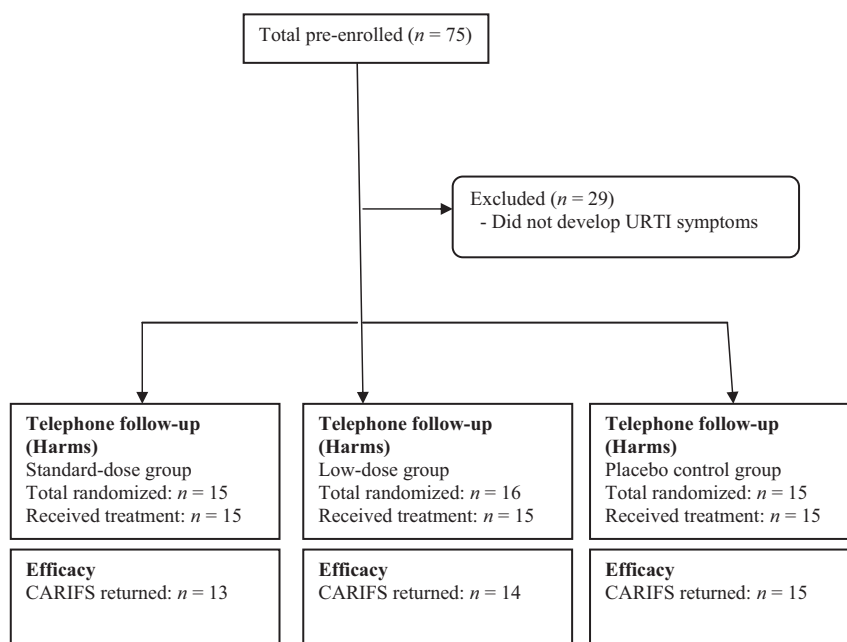 Total pre-enrolled (n = 75)
Excluded (n = 29)
- Did not develop URTI symptoms
Telephone follow-up
(Harms)
Standard-dose group
Total randomized: n = 15
Received treatment: n = 15
Telephone follow-up
(Harms)
Low-dose group
Total randomized: n = 16
Received treatment: n = 15
Telephone follow-up
(Harms)
Placebo control group
Total randomized: n = 15
Received treatment: n = 15
Efficacy
CARIFS returned: n = 13
Efficacy
CARIFS returned: n = 14
Efficacy
CARIFS returned: n = 15